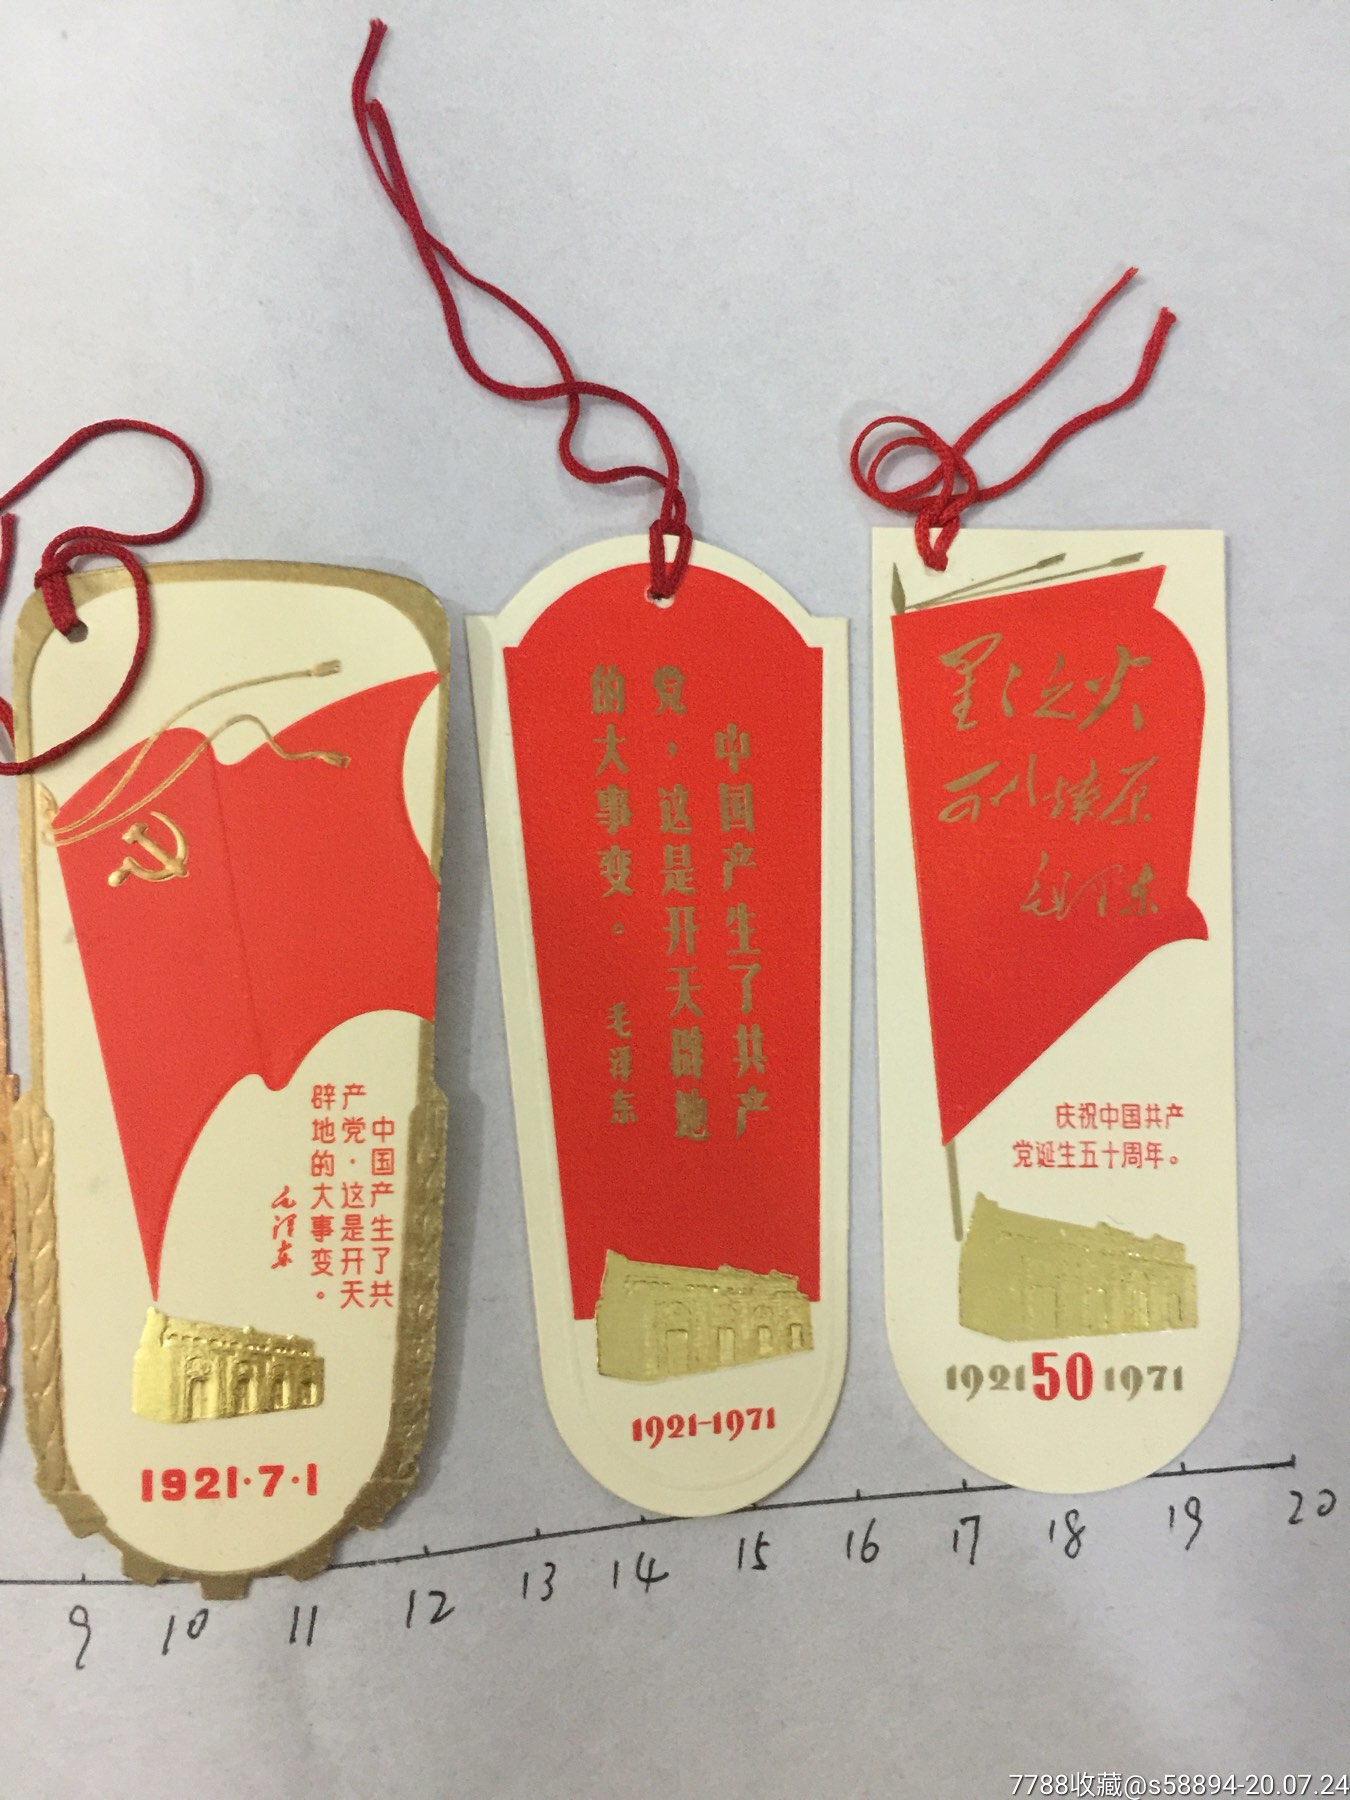 中国产生了共
产党·这是开天
辟地的大事变。
毛泽东
1921·7·1
中国产生了共产
党，这是开天辟地
的大事变。
毛泽东
1921-1971
星星之火
可以燎原
毛泽东
庆祝中国共产
党诞生五十周年。
1921 50 1971
9 10 11 12 13 14 15 16 17 18 19 20
7788收藏@s58894-20.07.24